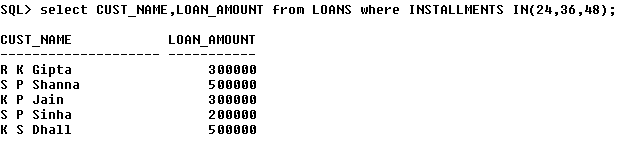 SQL> select CUST_NAME,LOAN_AMOUNT from LOANS where INSTALLMENTS IN(24,36,48);
CUST_NAME LOAN_AMOUNT
-------------------- -----------
R K Gipta 300000
S P Shanna 500000
K P Jain 300000
S P Sinha 200000
K S Dhall 500000